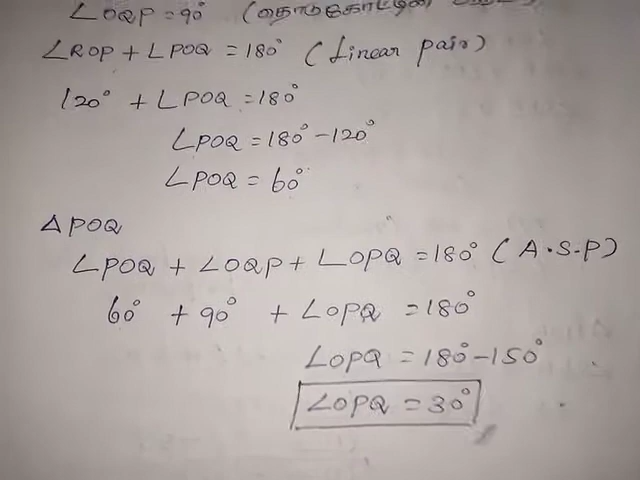 ∠OQP = 90° (தொடுகோட்டின்
∠ROP + ∠POQ = 180° (Linear pair)
120° + ∠POQ = 180°
∠POQ = 180° - 120°
∠POQ = 60°
△POQ
∠POQ + ∠OQP + ∠OPQ = 180° (A.S.P)
60° + 90° + ∠OPQ = 180°
∠OPQ = 180° - 150°
∠OPQ = 30°